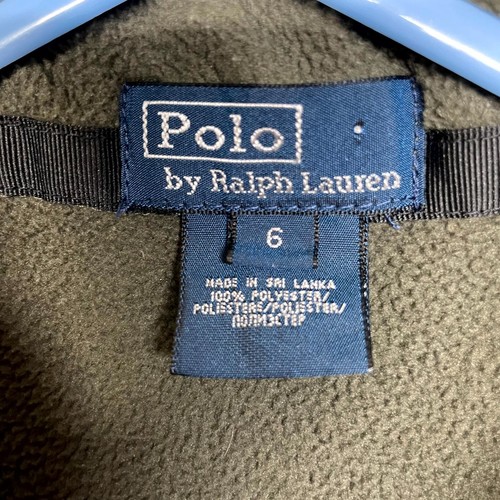 Polo
by Ralph Lauren
6
MADE IN SRI LANKA
100% POLYESTER/
POLIESTERE/POLIESTER/
ПОЛИЭСТЕР